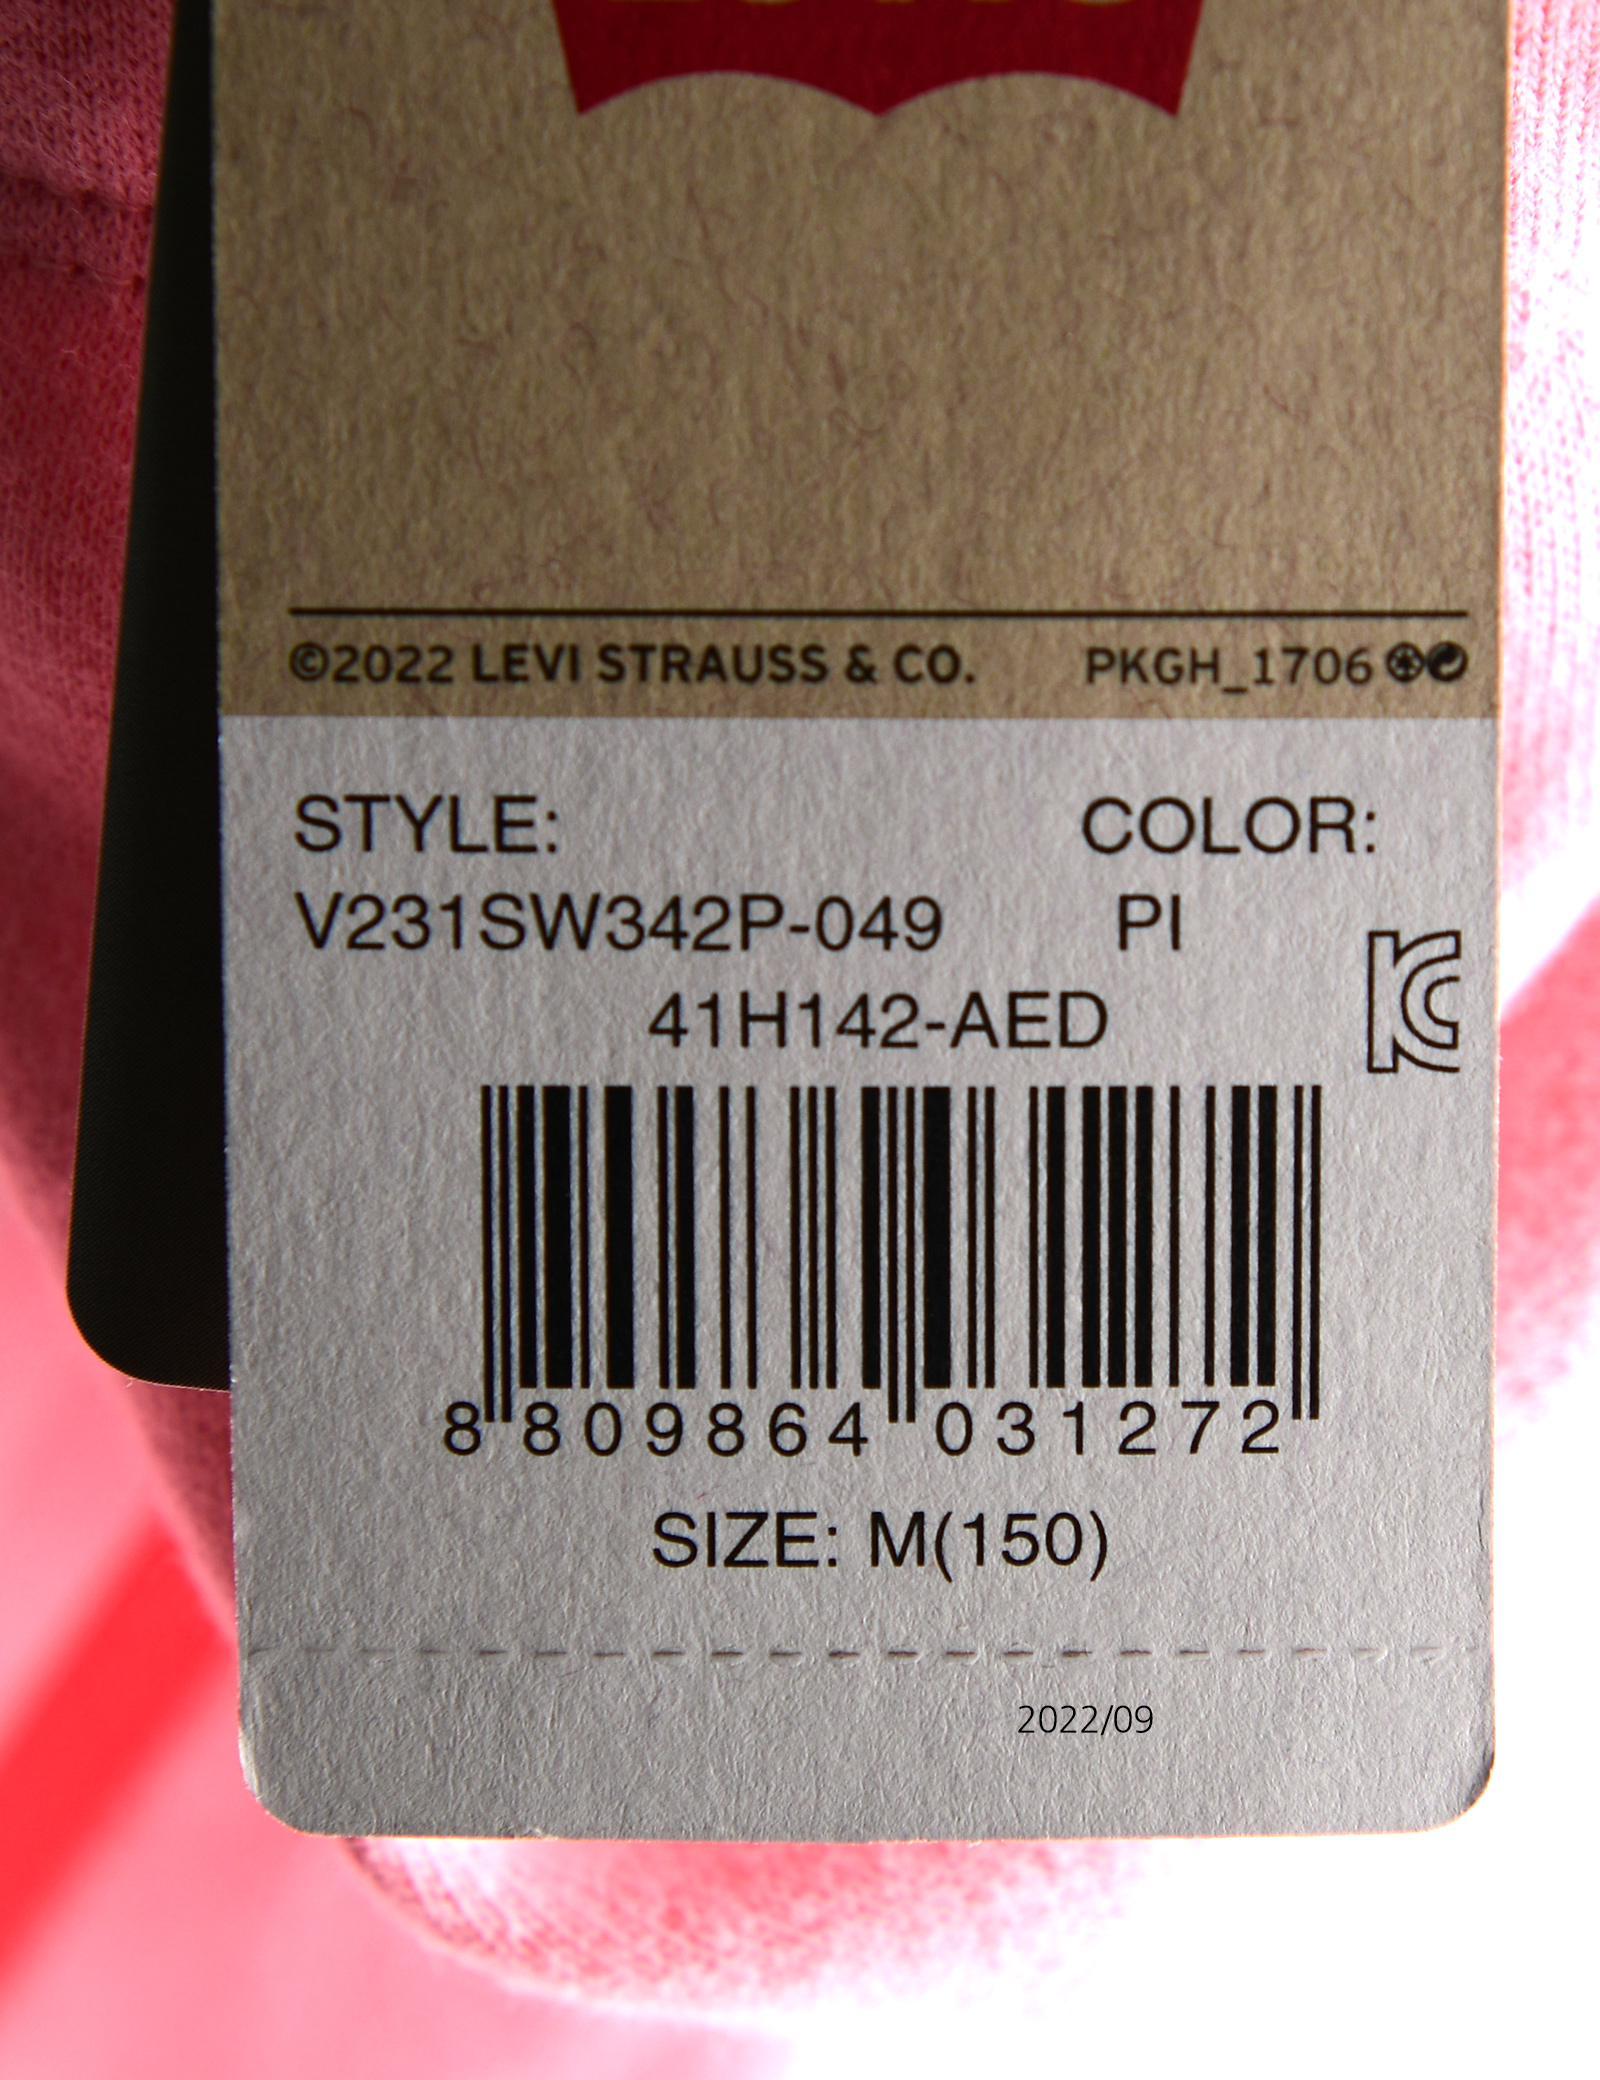 ©2022 LEVI STRAUSS & CO. PKGH_1706
STYLE: COLOR:
V231SW342P-049 PI
41H142-AED
8 809864 031272
SIZE: M(150)
2022/09